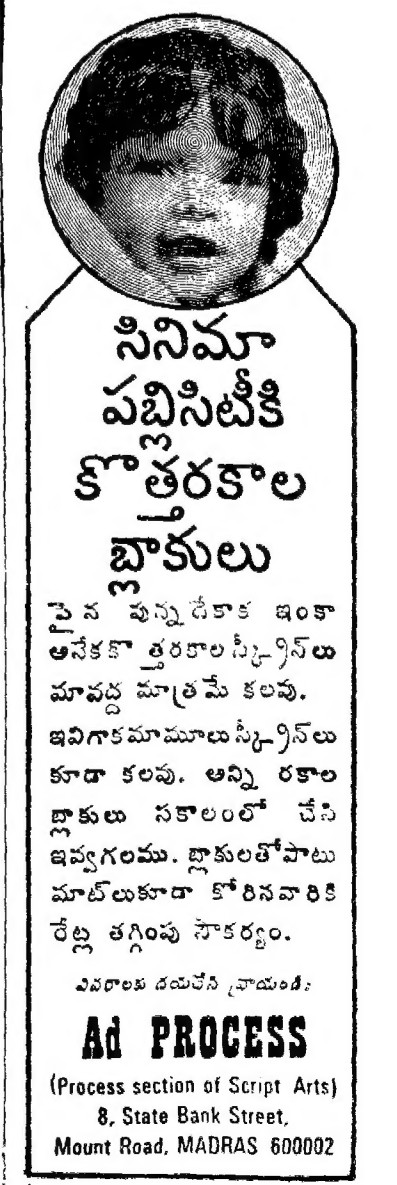 సినిమా
పబ్లిసిటీకి
కొత్తరకాల
బ్లాకులు
పైన వున్నదేకాక ఇంకా
అనేకకొత్తరకాల స్క్రీన్‌లు
మావద్ద మాత్రమే కలవు.
ఇవిగాకమామూలు స్క్రీన్‌లు
కూడా కలవు. అన్ని రకాల
బ్లాకులు సకాలంలో చేసి
ఇవ్వగలము. బ్లాకులతోపాటు
మాట్‌లుకూడా కోరినవారికి
రేట్ల తగ్గింపు సౌకర్యం.
వివరాలకు దయచేసి వ్రాయండి:
Ad PROCESS
(Process section of Script Arts)
8, State Bank Street,
Mount Road, MADRAS 600002